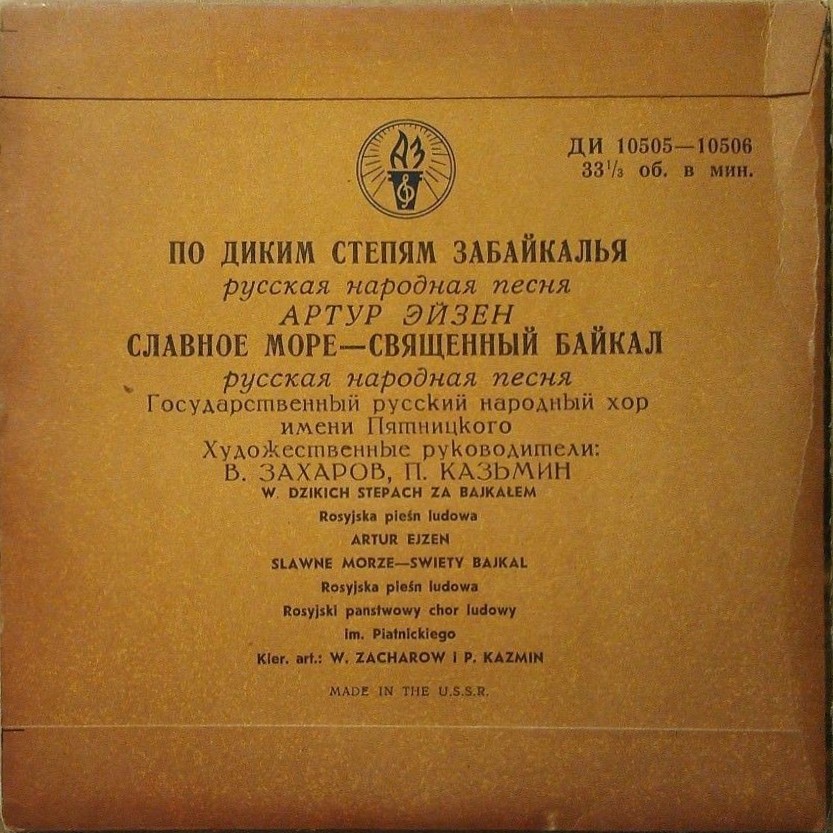 АЗ
ДИ 10505—10506
33 1/3 об. в мин.
ПО ДИКИМ СТЕПЯМ ЗАБАЙКАЛЬЯ
русская народная песня
АРТУР ЭЙЗЕН
СЛАВНОЕ МОРЕ—СВЯЩЕННЫЙ БАЙКАЛ
русская народная песня
Государственный русский народный хор
имени Пятницкого
Художественные руководители:
В. ЗАХАРОВ, П. КАЗЬМИН
W. DZIKICH STEPACH ZA BAJKAŁEM
Rosyjska pieśn ludowa
ARTUR EJZEN
SLAWNE MORZE—SWIETY BAJKAL
Rosyjska pieśn ludowa
Rosyjski panstwowy chor ludowy
im. Piatnickiego
Kier. art.: W. ZACHAROW i P. KAZMIN
MADE IN THE U.S.S.R.